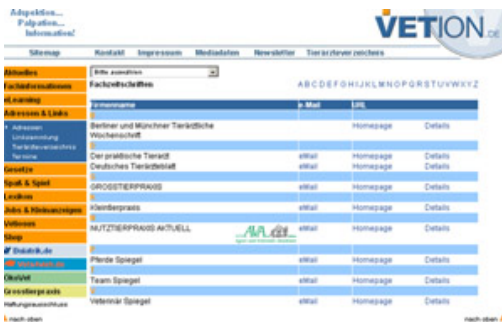 Adspektion...
Palpation...
Information!
VETION.DE
Sitemap Kontakt Impressum Mediadaten Newsletter Tierärzteverzeichnis
Aktuelles
Fachinformationen
eLearning
Adressen & Links
Adressen
Linksammlung
Tierärzteverzeichnis
Termine
Gesetze
Spaß & Spiel
Lexikon
Jobs & Kleinanzeigen
Vetionus
Shop
ÖkoVet
Grosstierpraxis
Haftungsausschluss
nach oben
Bitte auswählen
Fachzeitschriften A B C D E F G H I J K L M N O P Q R S T U V W X Y Z
Firmenname e-Mail URL
Berliner und Münchner Tierärztliche Homepage Details
Wochenschrift
Der praktische Tierarzt eMail Homepage Details
Deutsches Tierärzteblatt eMail Homepage Details
GROSSTIERPRAXIS eMail Homepage Details
Kleintierpraxis eMail Homepage Details
NUTZTIERPRAXIS AKTUELL eMail Homepage Details
Pferde Spiegel eMail Homepage Details
Team Spiegel eMail Homepage Details
Veterinär Spiegel eMail Homepage Details
nach oben